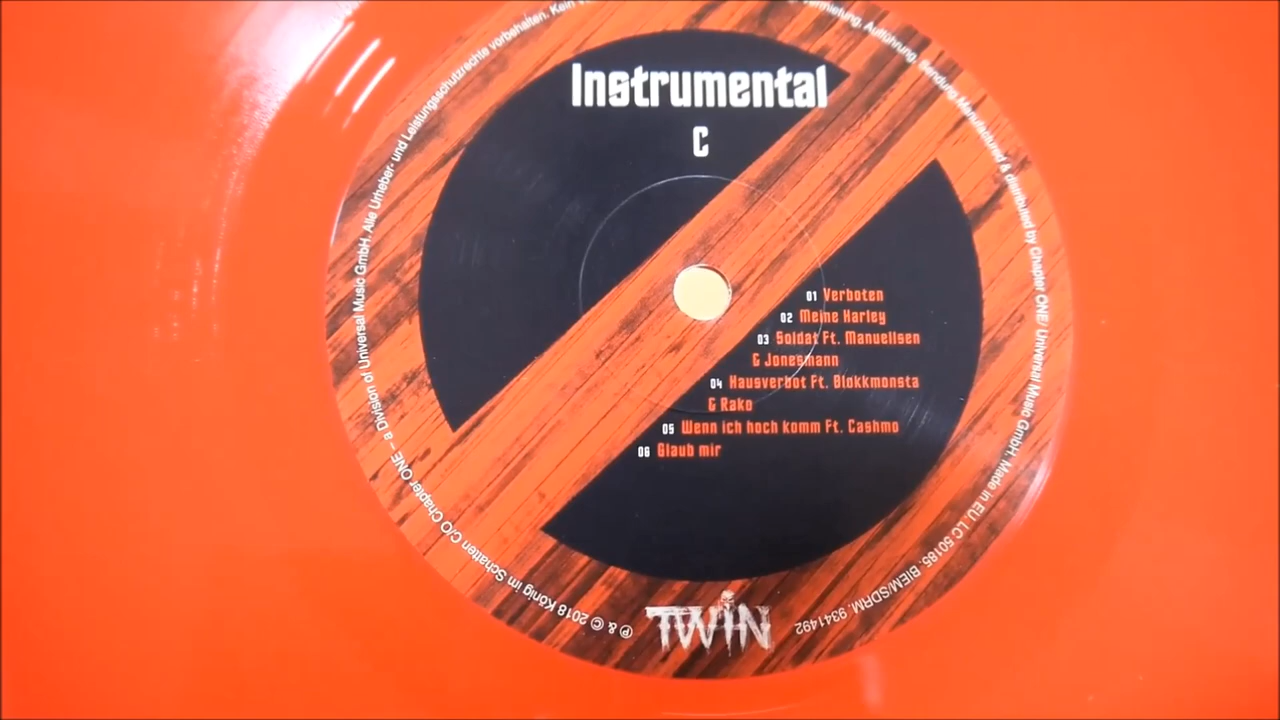 Instrumental
C
01 Verboten
02 Meine Harley
03 Soldat Ft. Manuellsen
& Jonesmann
04 Hausverbot Ft. Bløkkmonsta
& Rako
05 Wenn ich hoch komm Ft. Cashmo
06 Glaub mir
TWIN
℗ & © 2018 König im Schatten C/O Chapter ONE – a Division of Universal Music GmbH. Alle Urheber- und Leistungsschutzrechte vorbehalten. Kein
Vermietung, Aufführung, Sendung. Manufactured & distributed by Chapter ONE/ Universal Music GmbH. Made in EU. LC 50185. BIEM/SDRM. 9341492